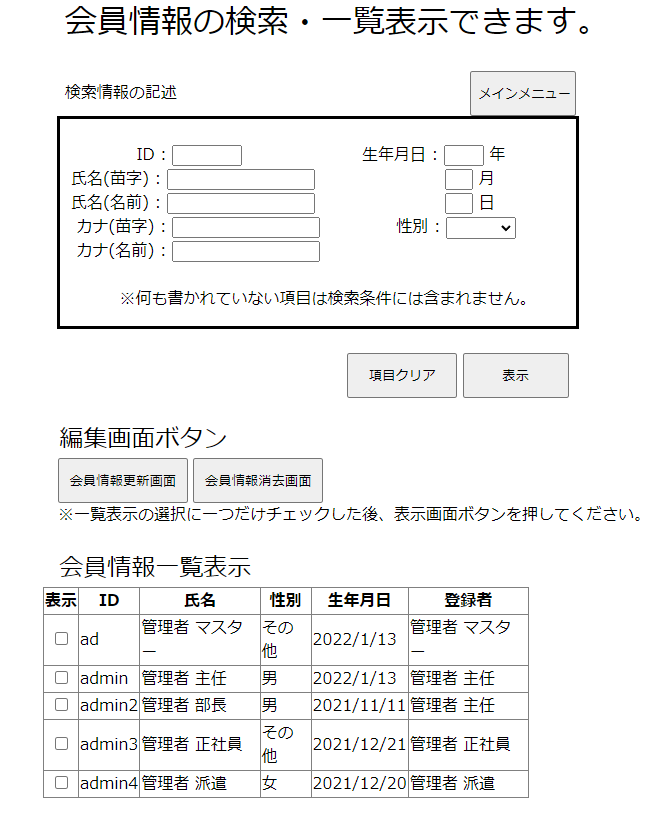 会員情報の検索・一覧表示できます。
検索情報の記述
メインメニュー
ID： 生年月日： 年
氏名(苗字)： 月
氏名(名前)： 日
カナ(苗字)： 性別：
カナ(名前)：
※何も書かれていない項目は検索条件には含まれません。
項目クリア 表示
編集画面ボタン
会員情報更新画面 会員情報消去画面
※一覧表示の選択に一つだけチェックした後、表示画面ボタンを押してください。
会員情報一覧表示
表示 ID 氏名 性別 生年月日 登録者
ad 管理者 マスター その他 2022/1/13 管理者 マスター
admin 管理者 主任 男 2022/1/13 管理者 主任
admin2 管理者 部長 男 2021/11/11 管理者 主任
admin3 管理者 正社員 その他 2021/12/21 管理者 正社員
admin4 管理者 派遣 女 2021/12/20 管理者 派遣